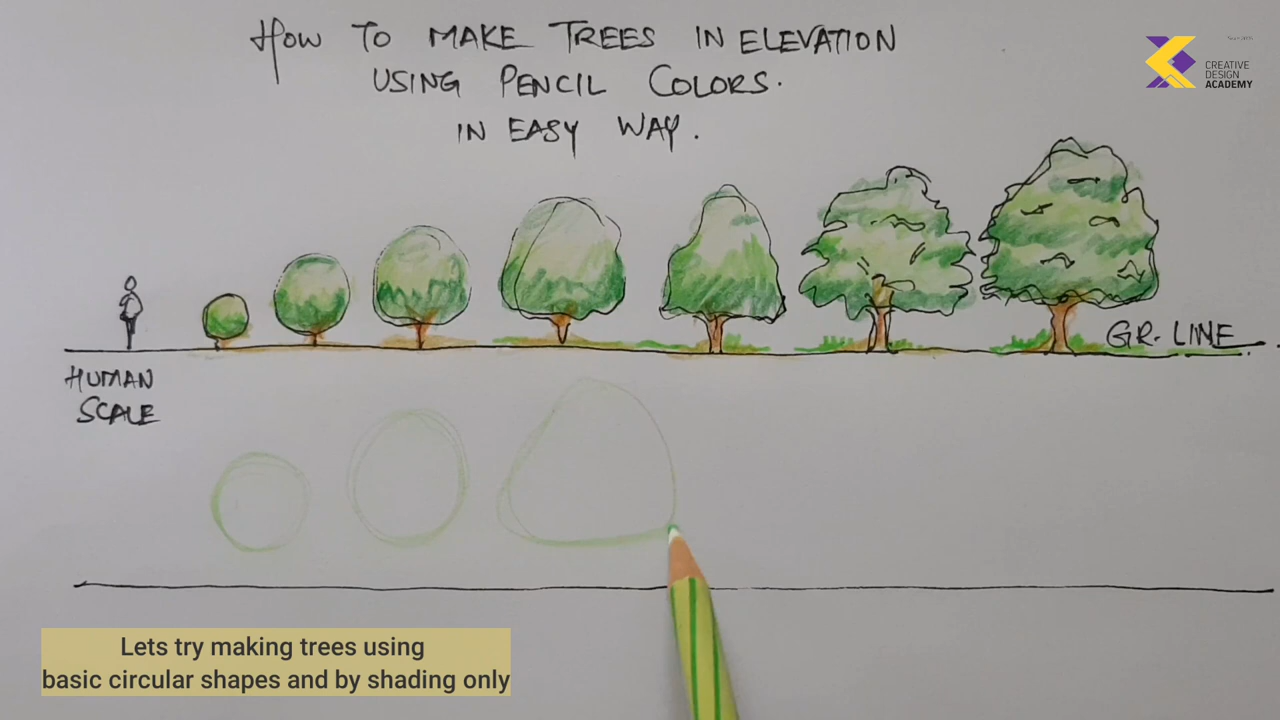 HOW TO MAKE TREES IN ELEVATION
USING PENCIL COLORS.
IN EASY WAY.
CREATIVE
DESIGN
ACADEMY
GR. LINE
HUMAN
SCALE
Lets try making trees using
basic circular shapes and by shading only